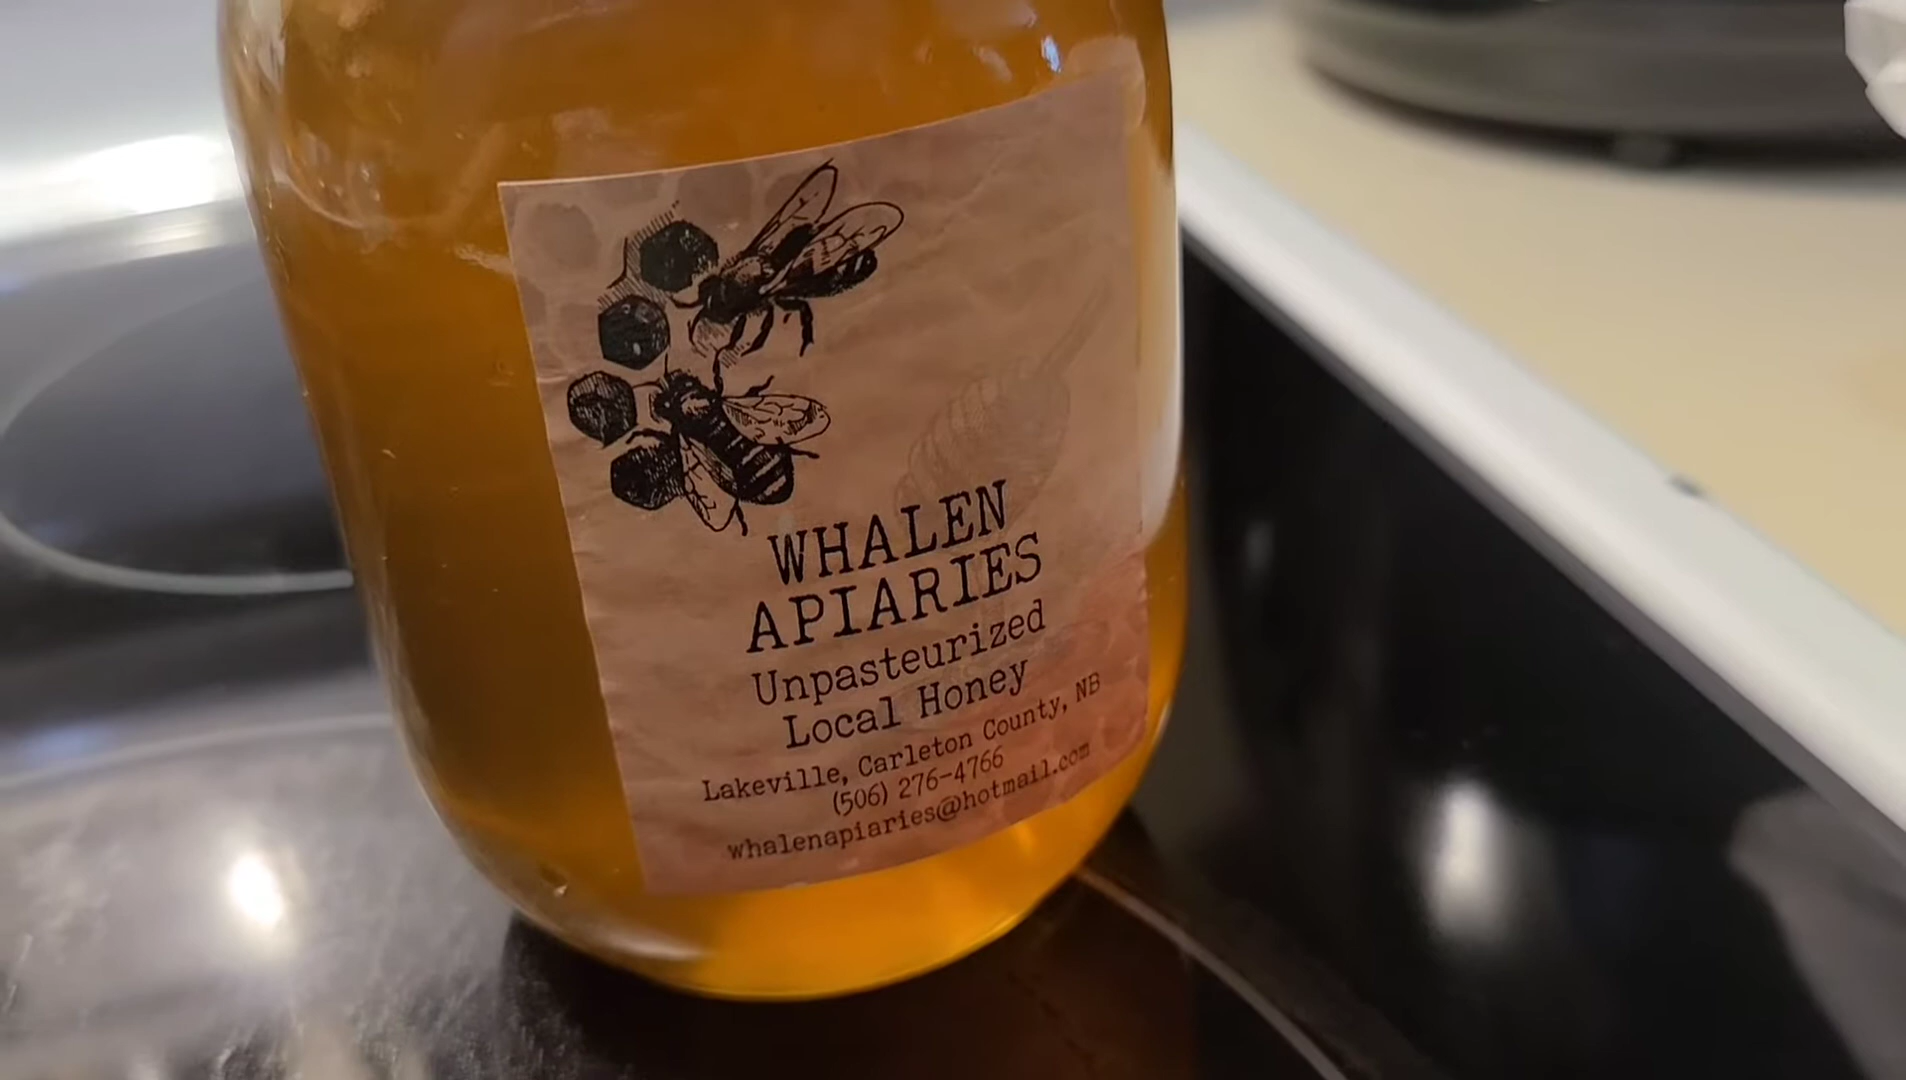 WHALEN
APIARIES
Unpasteurized
Local Honey
Lakeville, Carleton County, NB
(506) 276-4766
whalenapiaries@hotmail.com